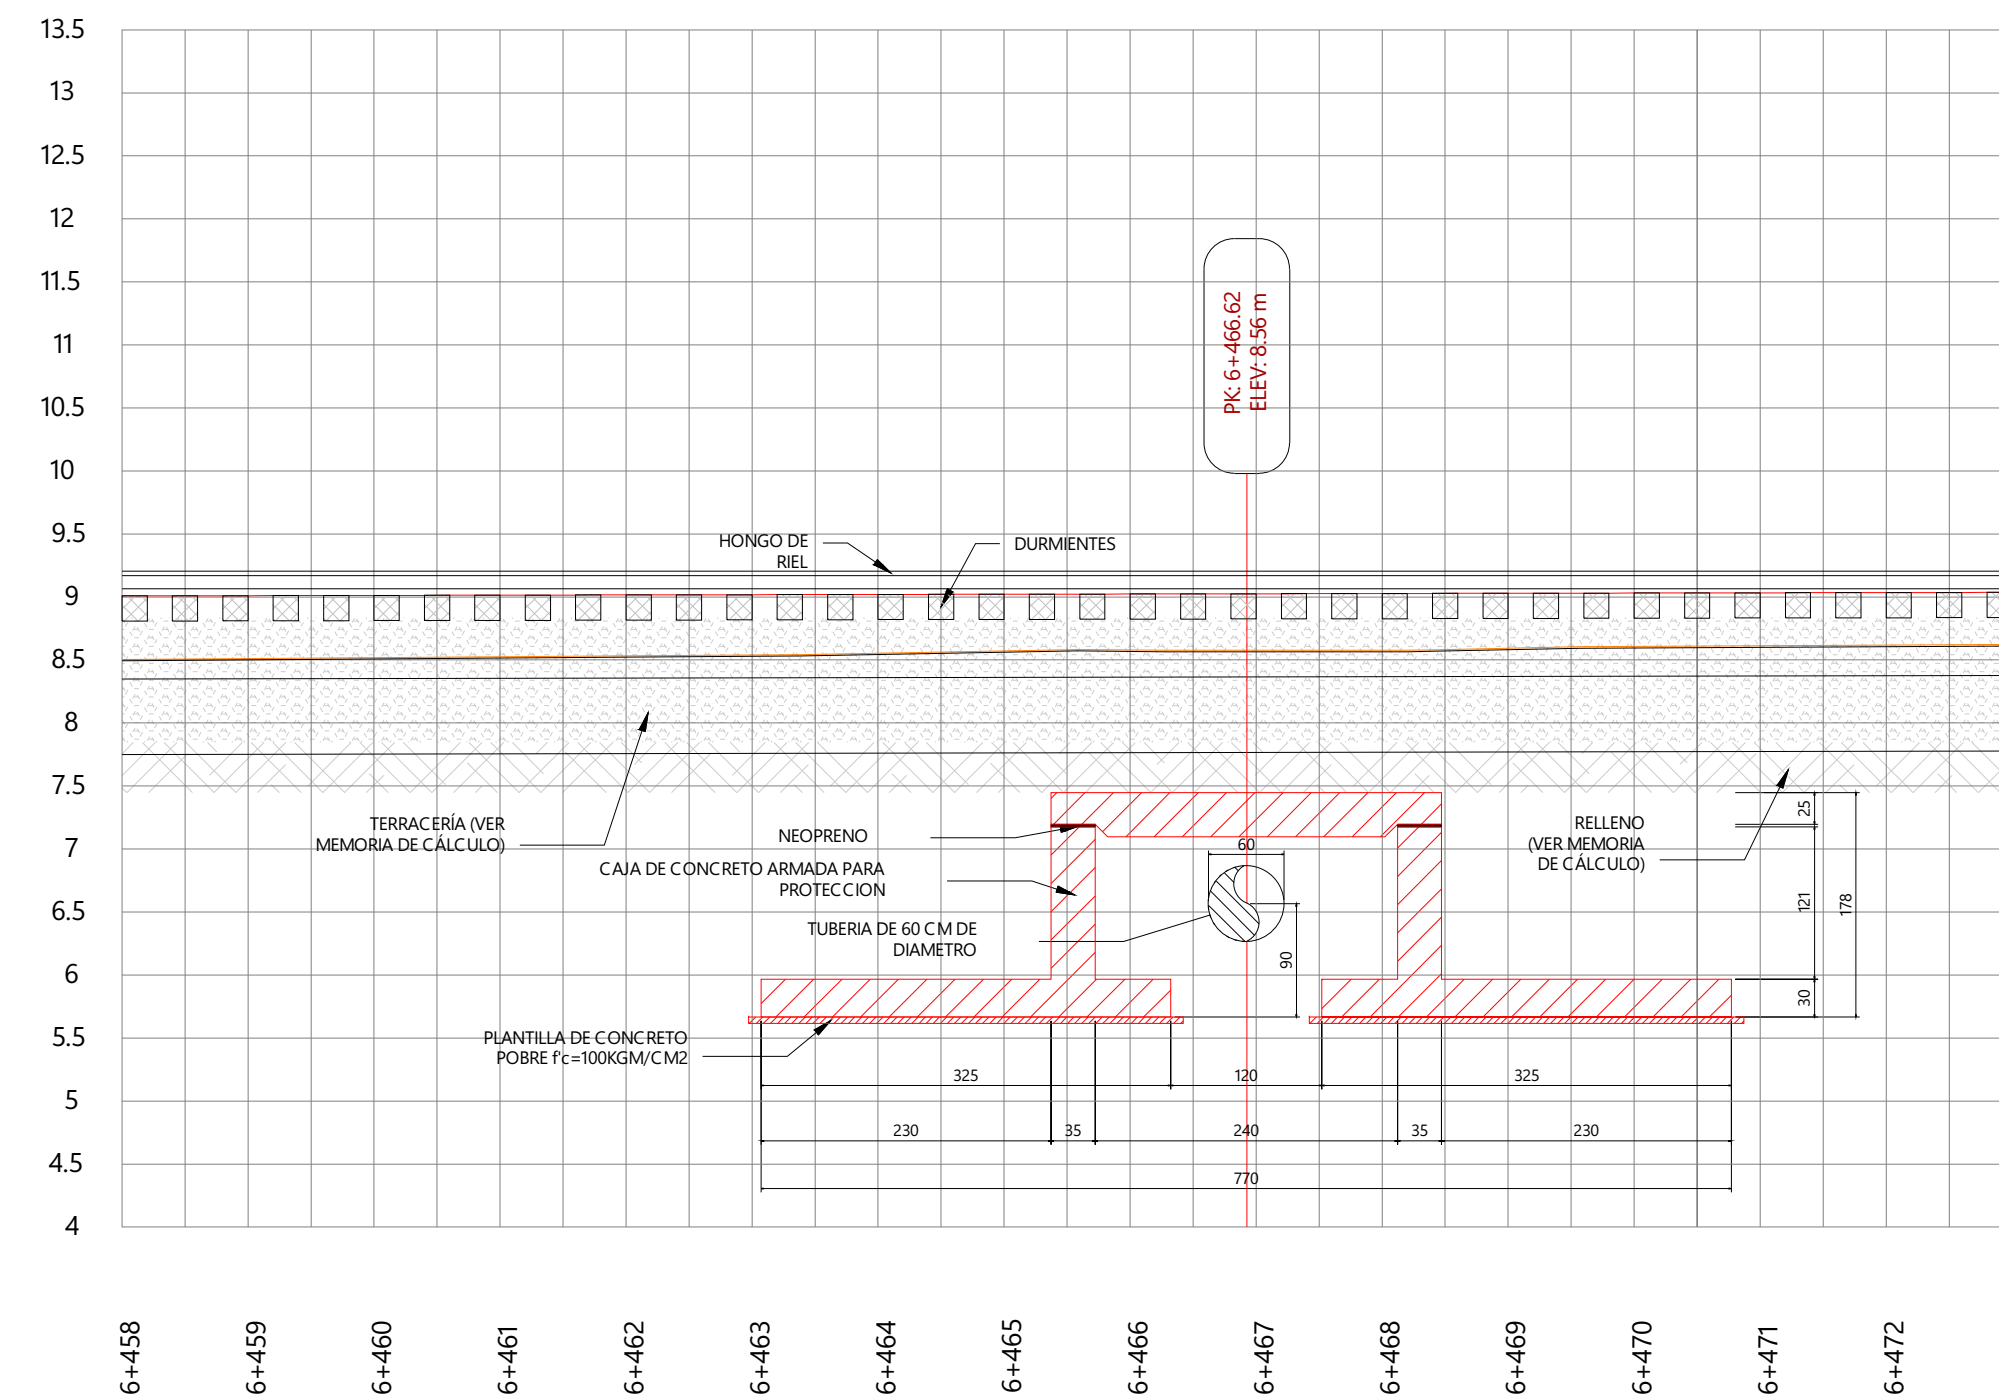 13.5
13
12.5
12
11.5
11
10.5
10
9.5
9
8.5
8
7.5
7
6.5
6
5.5
5
4.5
4
PK: 6+466.62
ELEV: 8.56 m
HONGO DE
RIEL
DURMIENTES
TERRACERÍA (VER
MEMORIA DE CÁLCULO)
NEOPRENO
CAJA DE CONCRETO ARMADA PARA
PROTECCION
TUBERIA DE 60 CM DE
DIAMETRO
PLANTILLA DE CONCRETO
POBRE f'c=100KGM/CM2
RELLENO
(VER MEMORIA
DE CÁLCULO)
60
90
25
121
178
30
325
120
325
230
35
240
35
230
770
6+458
6+459
6+460
6+461
6+462
6+463
6+464
6+465
6+466
6+467
6+468
6+469
6+470
6+471
6+472